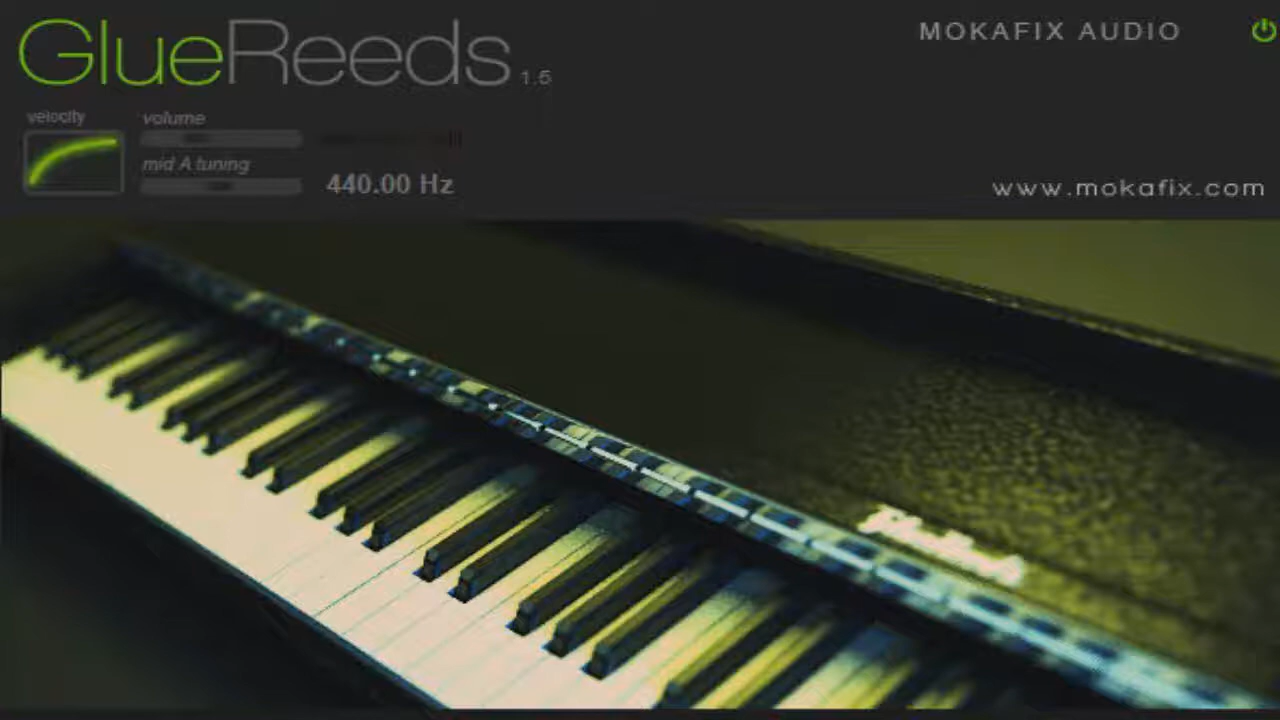 GlueReeds 1.5
MOKAFIX AUDIO
velocity
volume
mid A tuning
440.00 Hz
www.mokafix.com